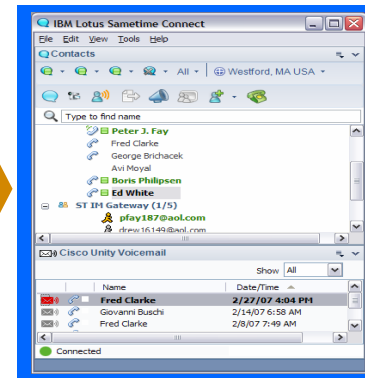 IBM Lotus Sametime Connect
File Edit View Tools Help
Contacts
All Westford, MA USA
Type to find name
Peter J. Fay
Fred Clarke
George Brichacek
Avi Moyal
Boris Philipsen
Ed White
ST IM Gateway (1/5)
pfay187@aol.com
drew16149@aol.com
Cisco Unity Voicemail
Show All
Name Date/Time
Fred Clarke 2/27/07 4:04 PM
Giovanni Buschi 2/14/07 6:58 AM
Fred Clarke 2/8/07 7:49 AM
Connected